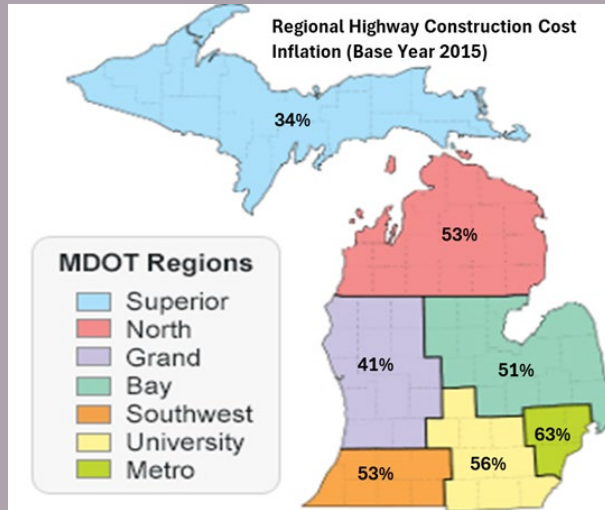 Regional Highway Construction Cost
Inflation (Base Year 2015)
34%
53%
MDOT Regions
Superior
North
Grand
Bay
Southwest
University
Metro
41%
51%
63%
53%
56%